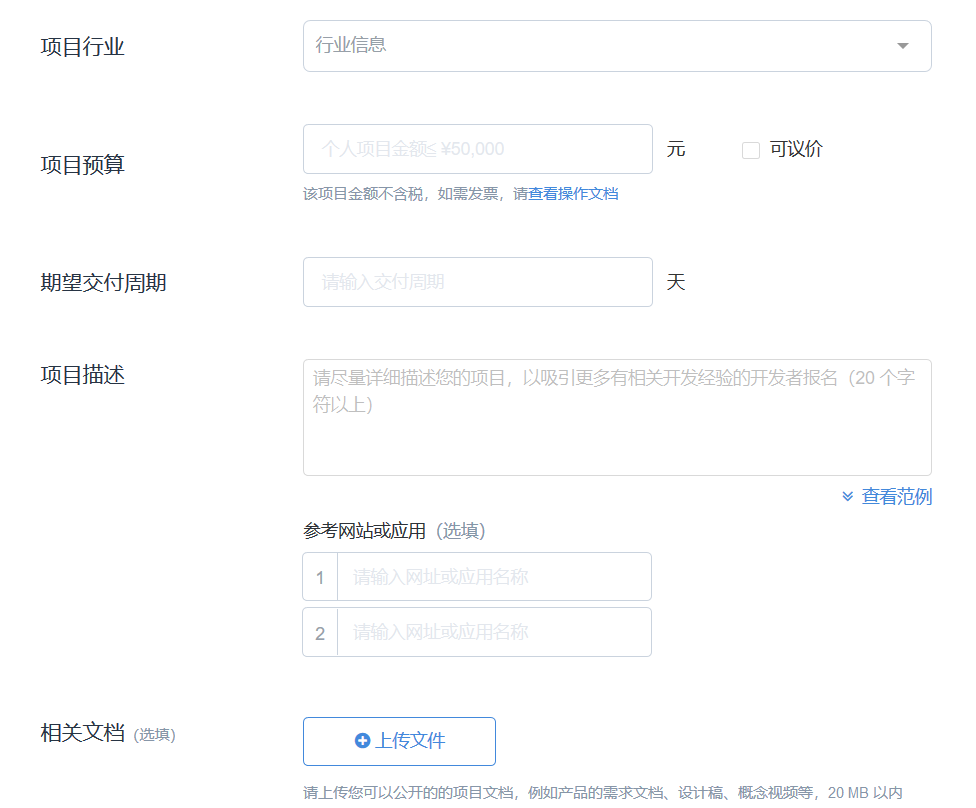 项目行业
行业信息
项目预算
个人项目金额≤ ¥50,000
元
可议价
该项目金额不含税，如需发票，请查看操作文档
期望交付周期
请输入交付周期
天
项目描述
请尽量详细描述您的项目，以吸引更多有相关开发经验的开发者报名（20 个字
符以上）
查看范例
参考网站或应用（选填）
1 请输入网址或应用名称
2 请输入网址或应用名称
相关文档 (选填)
上传文件
请上传您可以公开的的项目文档，例如产品的需求文档、设计稿、概念视频等，20 MB 以内